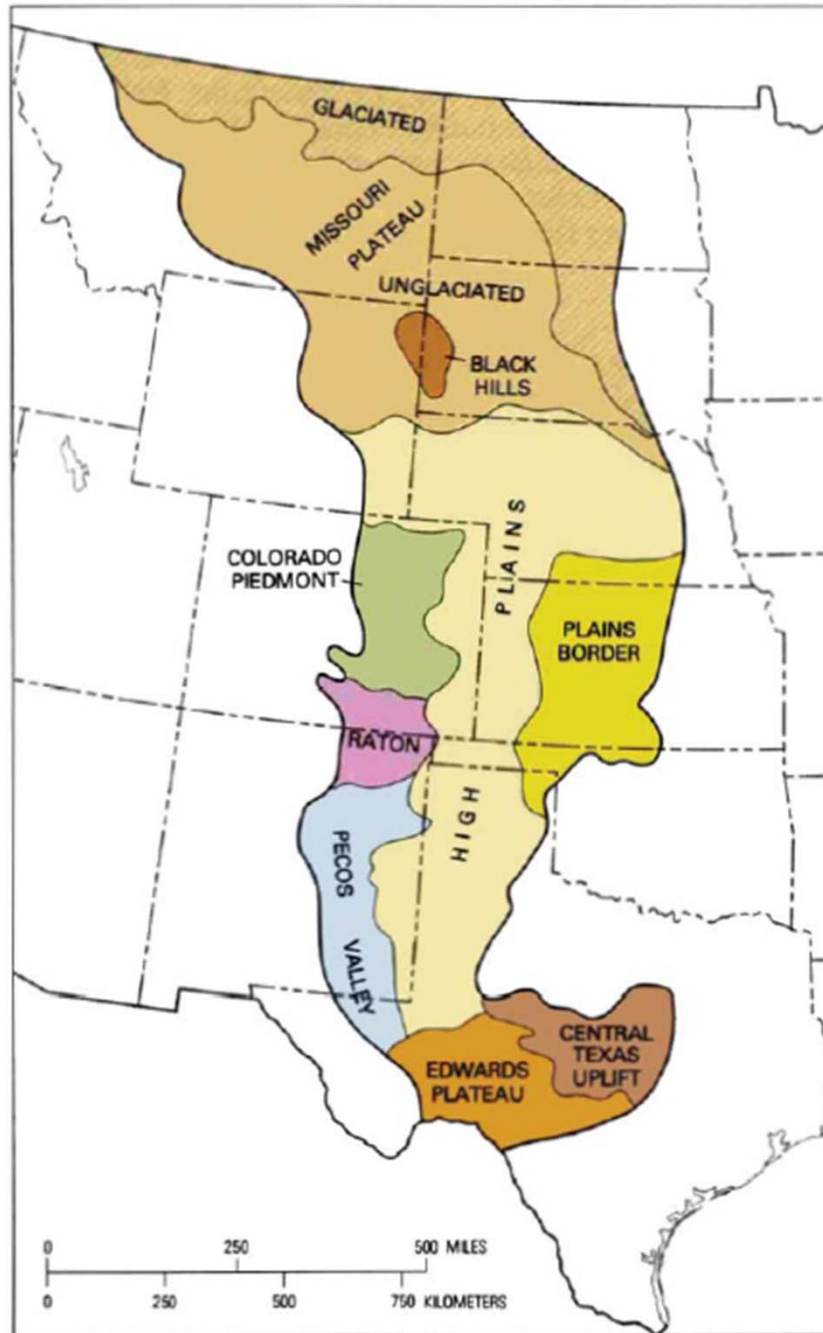 GLACIATED
MISSOURI
PLATEAU
UNGLACIATED
BLACK
HILLS
COLORADO
PIEDMONT
PLAINS
PLAINS
BORDER
RATON
HIGH
PECOS
VALLEY
CENTRAL
TEXAS
UPLIFT
EDWARDS
PLATEAU
0 250 500 MILES
0 250 500 750 KILOMETERS